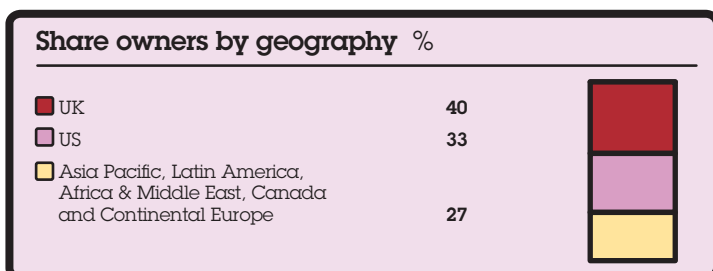 Share owners by geography %
UK 40
US 33
Asia Pacific, Latin America,
Africa & Middle East, Canada
and Continental Europe 27